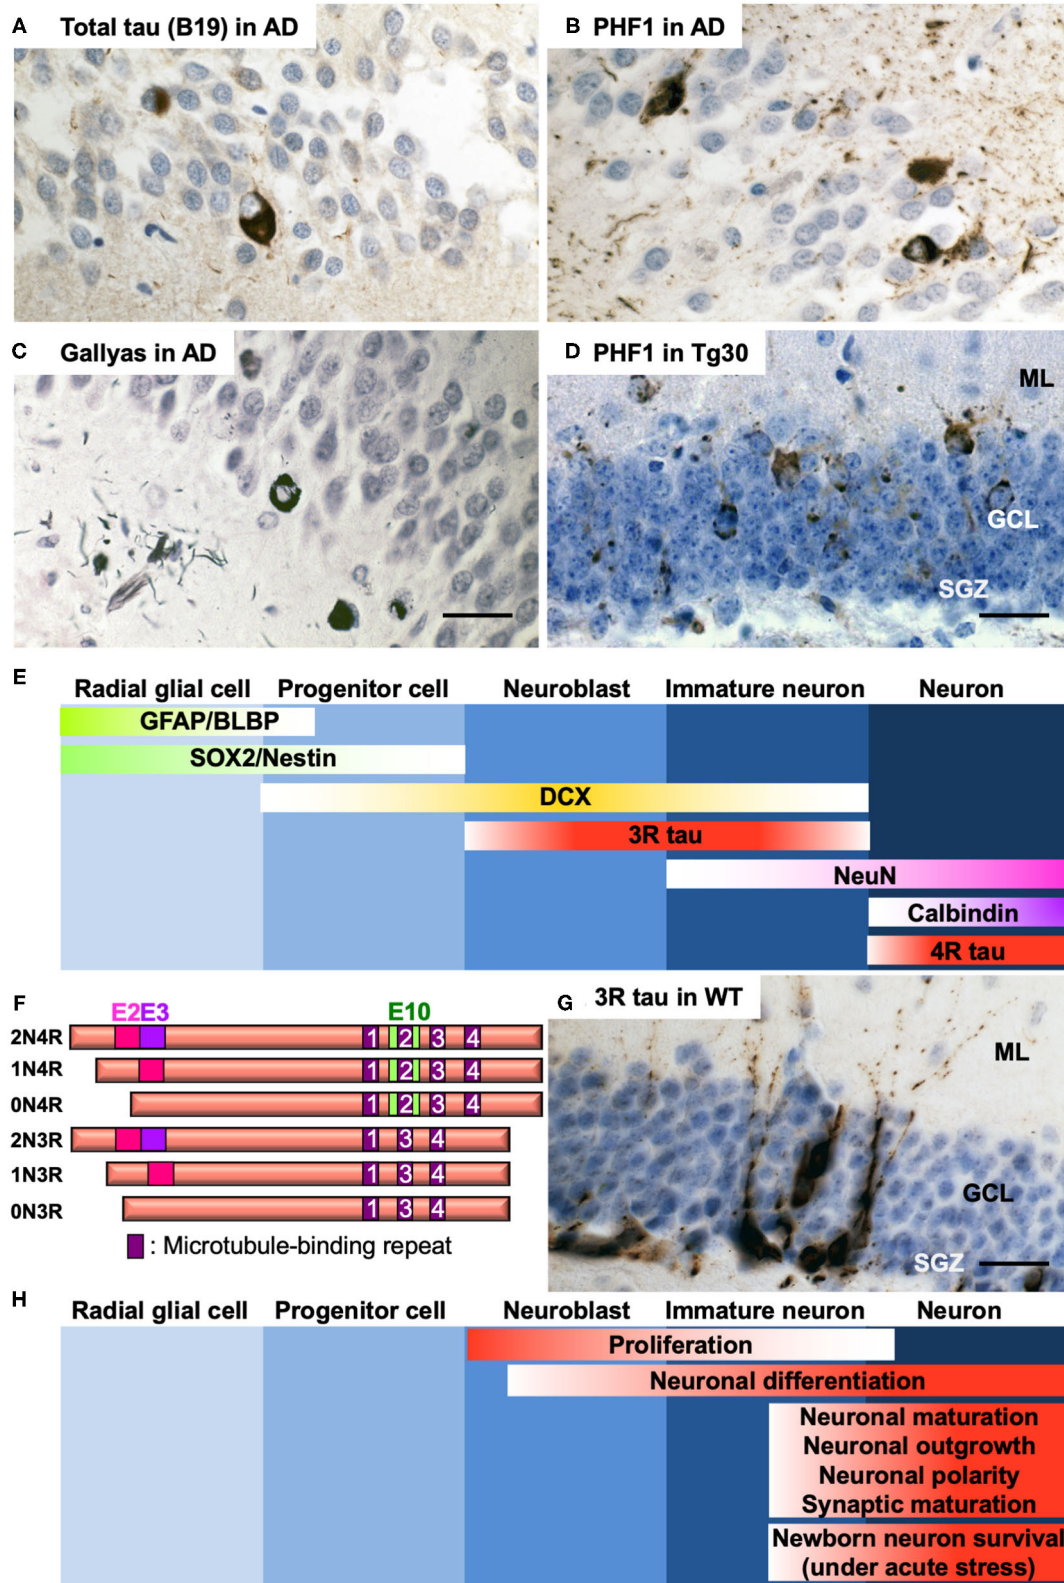 A Total tau (B19) in AD
B PHF1 in AD
C Gallyas in AD
D PHF1 in Tg30
ML
GCL
SGZ
E
Radial glial cell Progenitor cell Neuroblast Immature neuron Neuron
GFAP/BLBP
SOX2/Nestin
DCX
3R tau
NeuN
Calbindin
4R tau
F
E2 E3 E10
2N4R 1 2 3 4
1N4R 1 2 3 4
0N4R 1 2 3 4
2N3R 1 3 4
1N3R 1 3 4
0N3R 1 3 4
: Microtubule-binding repeat
G 3R tau in WT
ML
GCL
SGZ
H
Radial glial cell Progenitor cell Neuroblast Immature neuron Neuron
Proliferation
Neuronal differentiation
Neuronal maturation
Neuronal outgrowth
Neuronal polarity
Synaptic maturation
Newborn neuron survival
(under acute stress)